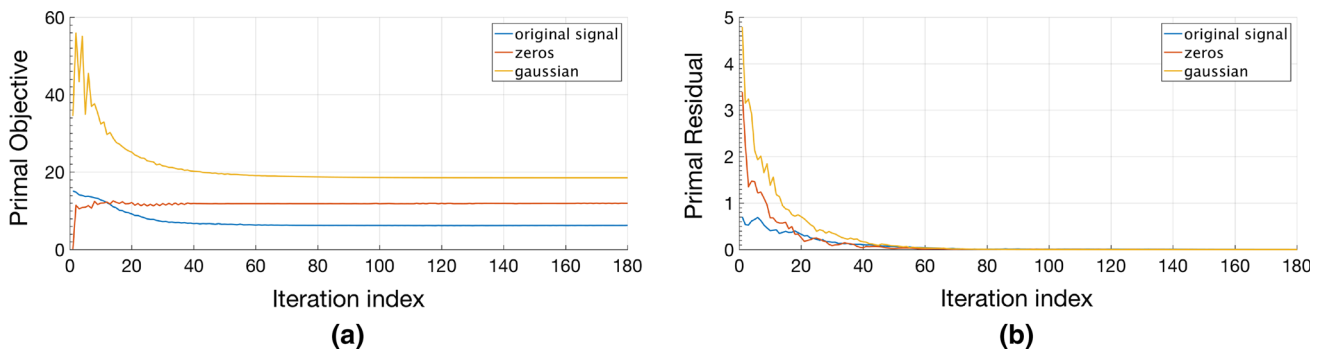 60
40
20
0
Primal Objective
original signal
zeros
gaussian
0 20 40 60 80 100 120 140 160 180
Iteration index
(a)
5
4
3
2
1
0
Primal Residual
original signal
zeros
gaussian
0 20 40 60 80 100 120 140 160 180
Iteration index
(b)